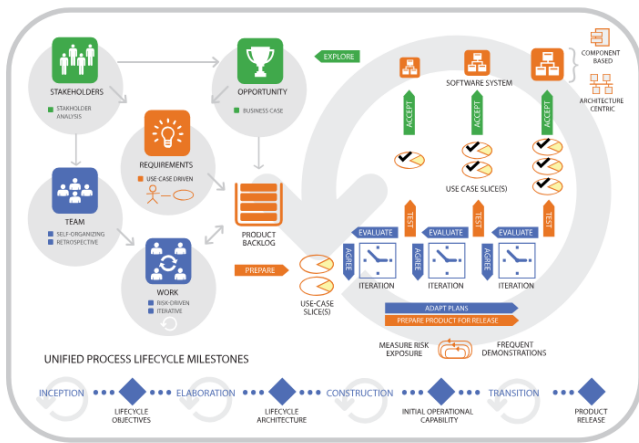 STAKEHOLDERS
STAKHOLDER
ANALYSIS
OPPORTUNITY
BUSINESS CASE
EXPLORE
SOFTWARE SYSTEM
COMPONENT
BASED
ARCHITECTURE
CENTRIC
ACCEPT
ACCEPT
ACCEPT
REQUIREMENTS
USE-CASE DRIVEN
USE CASE SLICE(S)
TEAM
SELF-ORGANIZING
RETROSPECTIVE
PRODUCT
BACKLOG
TEST
TEST
TEST
EVALUATE
EVALUATE
EVALUATE
AGREE
AGREE
AGREE
ITERATION
ITERATION
ITERATION
WORK
RISK-DRIVEN
ITERATIVE
PREPARE
USE-CASE
SLICE(S)
ADAPT PLANS
PREPARE PRODUCT FOR RELEASE
MEASURE RISK
EXPOSURE
FREQUENT
DEMONSTRATIONS
UNIFIED PROCESS LIFECYCLE MILESTONES
INCEPTION
LIFECYCLE
OBJECTIVES
ELABORATION
LIFECYCLE
ARCHITECTURE
CONSTRUCTION
INITIAL OPERATIONAL
CAPABILITY
TRANSITION
PRODUCT
RELEASE